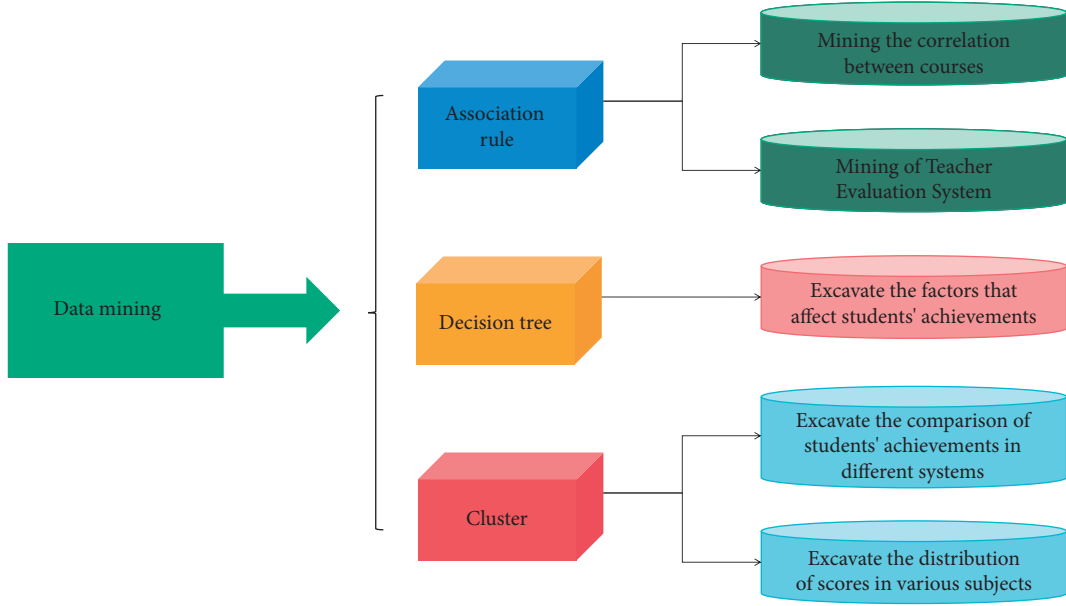 Data mining
Association
rule
Decision tree
Cluster
Mining the correlation
between courses
Mining of Teacher
Evaluation System
Excavate the factors that
affect students' achievements
Excavate the comparison of
students' achievements in
different systems
Excavate the distribution
of scores in various subjects